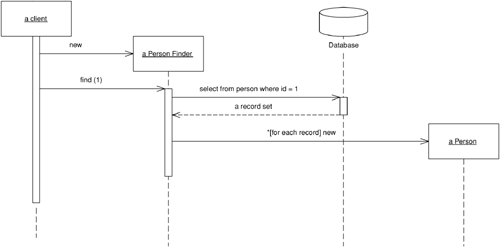 a client
new
a Person Finder
Database
find (1)
select from person where id = 1
a record set
*[for each record] new
a Person